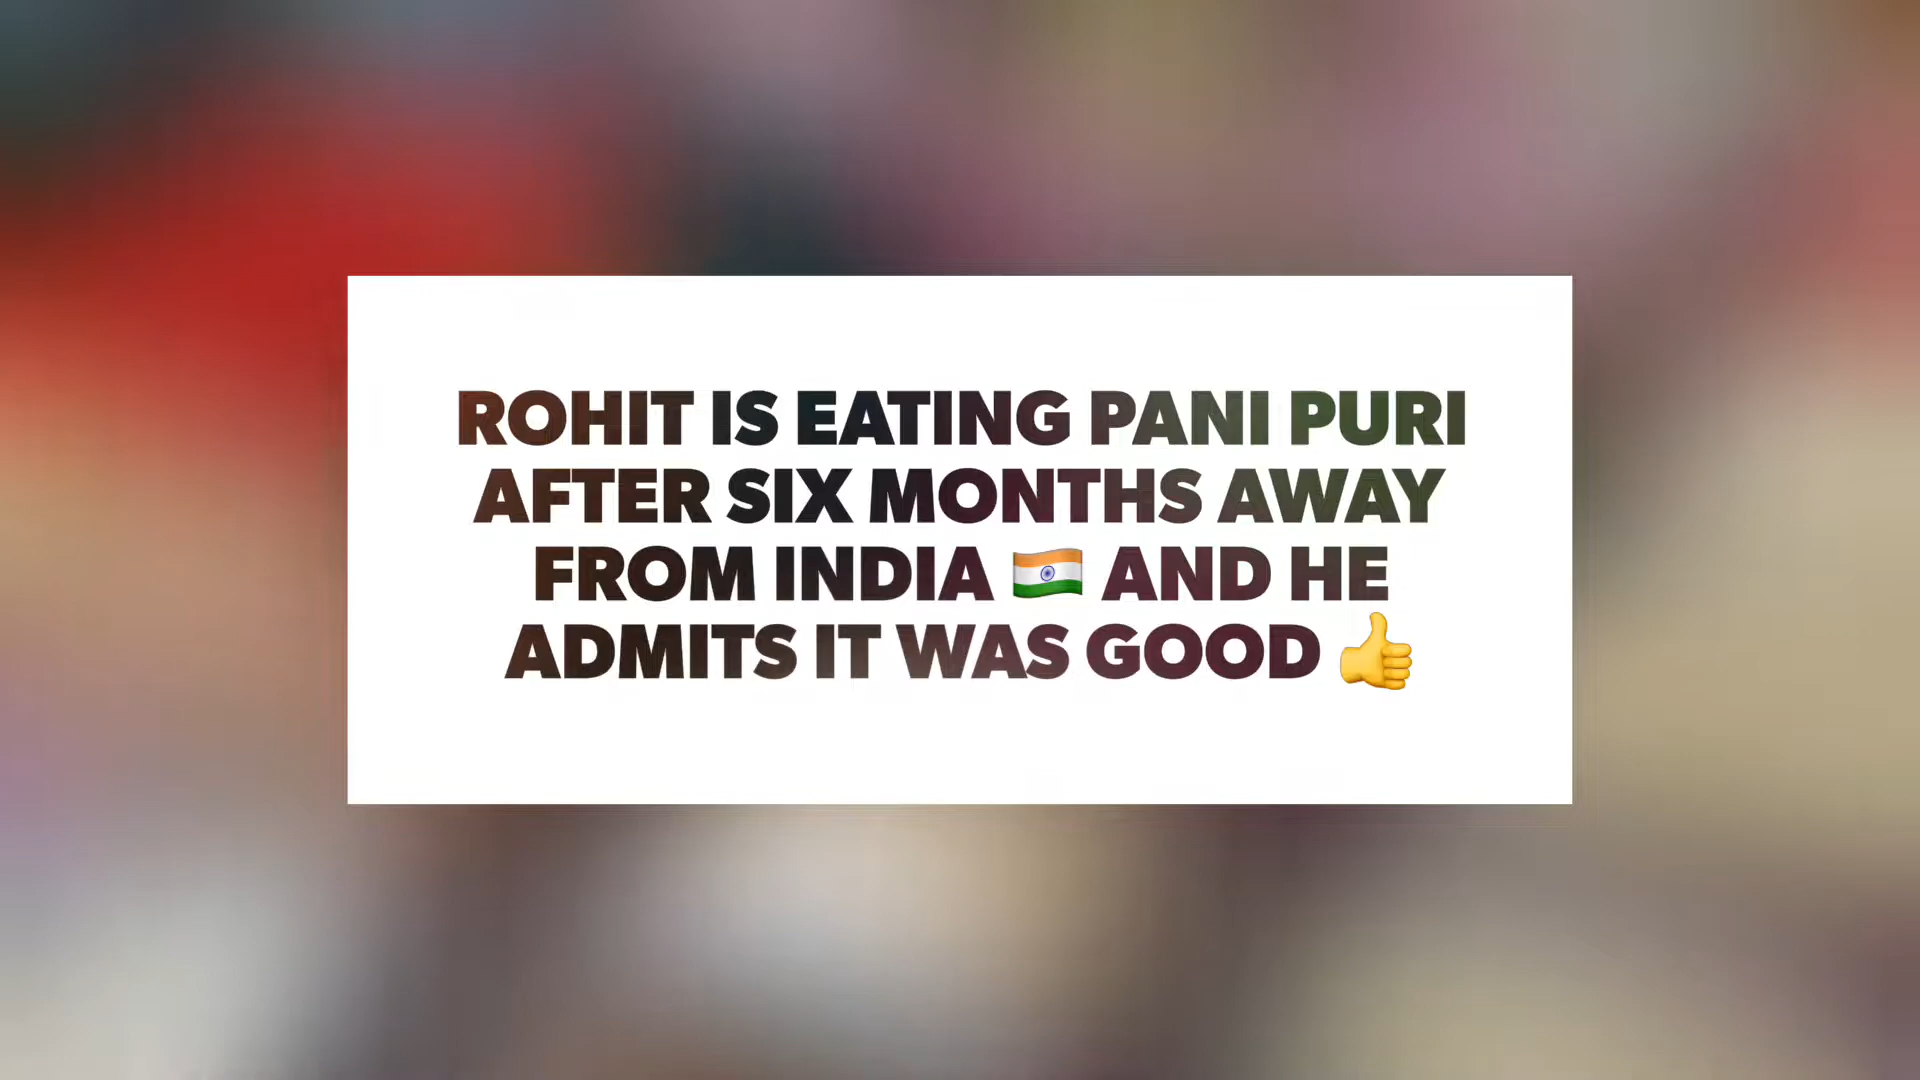 ROHIT IS EATING PANI PURI
AFTER SIX MONTHS AWAY
FROM INDIA 🇮🇳 AND HE
ADMITS IT WAS GOOD 👍